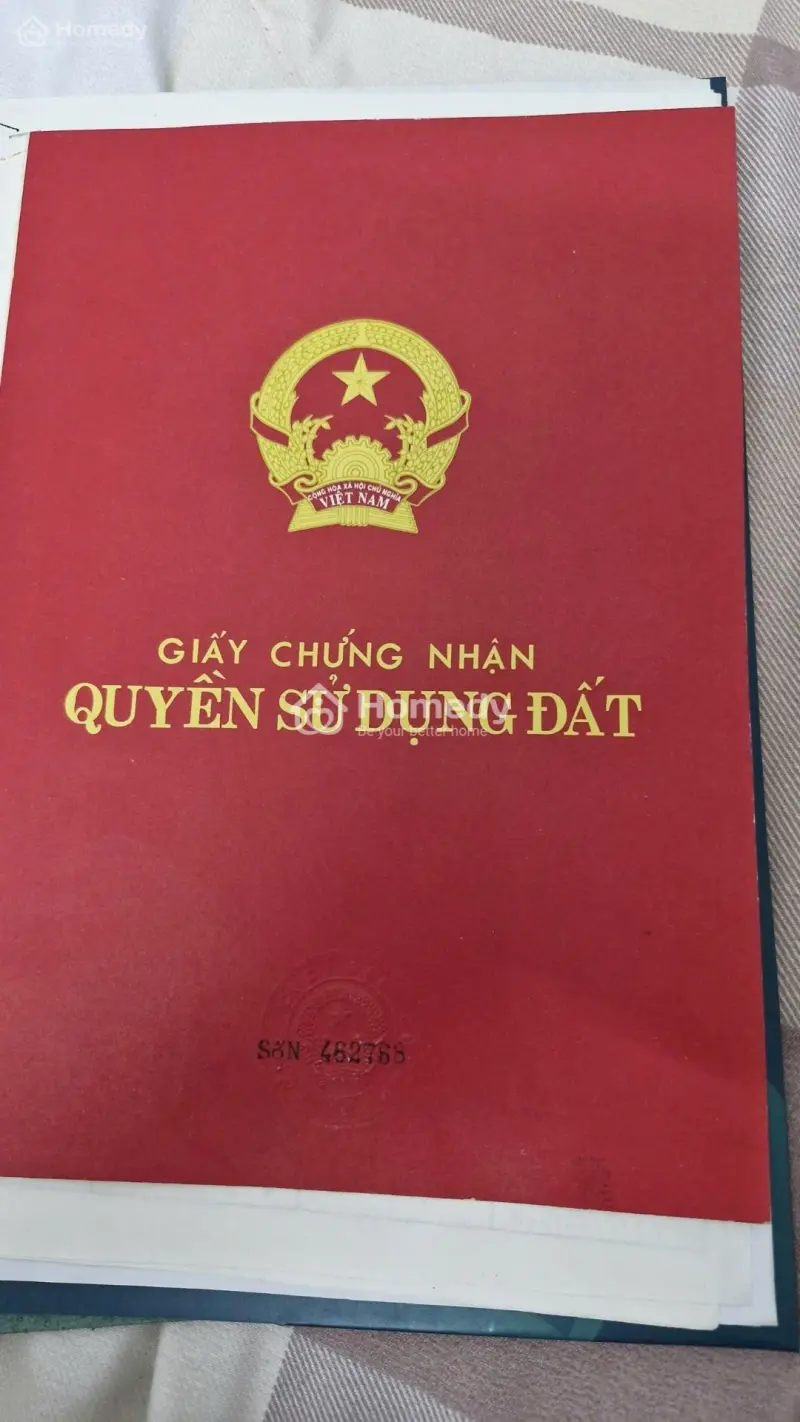 Homedy
CỘNG HÒA XÃ HỘI CHỦ NGHĨA
VIỆT NAM
GIẤY CHỨNG NHẬN
QUYỀN SỬ DỤNG ĐẤT
Homedy
Be your better home
SốN 462768